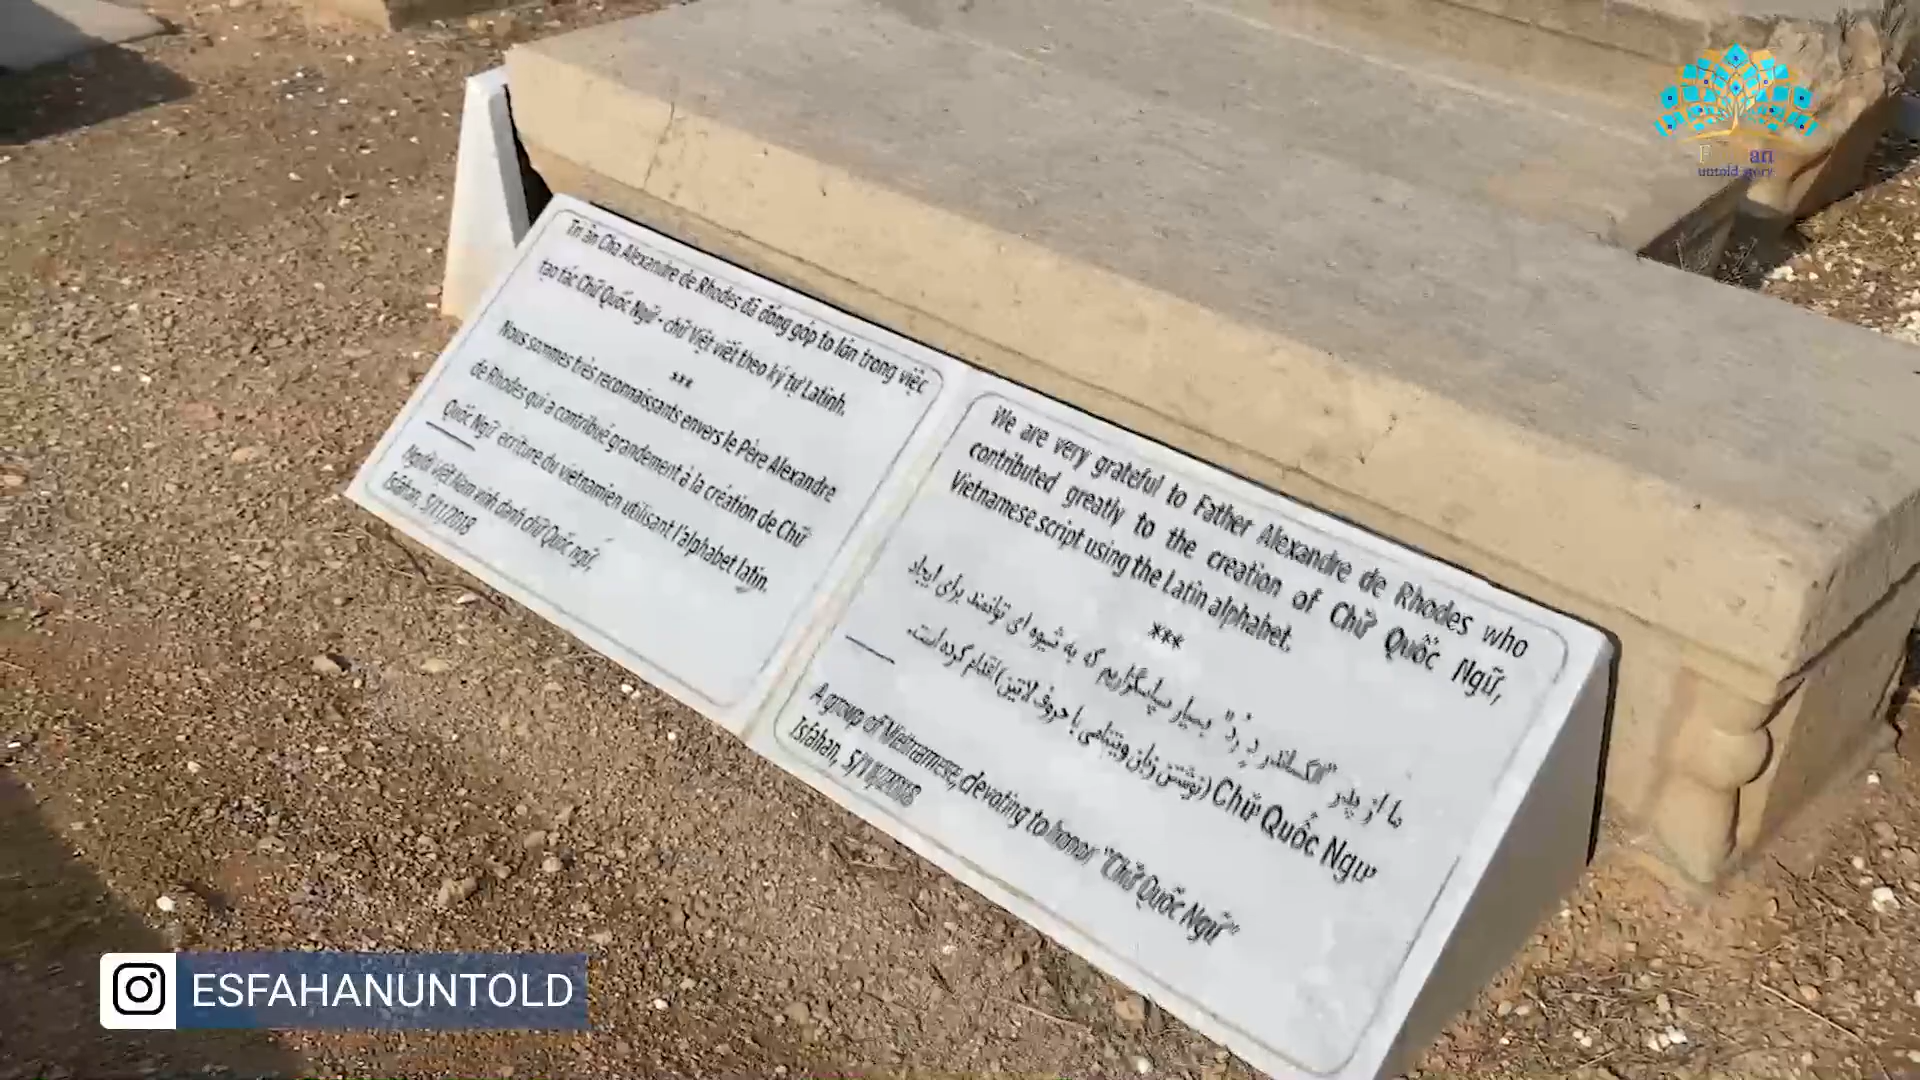 Tri ân Cha Alexandre de Rhodes đã đóng góp to lớn trong việc
tạo tác Chữ Quốc Ngữ - chữ Việt viết theo ký tự Latinh.
***
Nous sommes très reconnaissants envers le Père Alexandre
de Rhodes qui a contribué grandement à la création de Chữ
Quốc Ngữ écriture du vietnamien utilisant l'alphabet latin.
Người Việt Nam vinh danh chữ Quốc ngữ,
Isfahan, 5/11/2018
We are very grateful to Father Alexandre de Rhodes who
contributed greatly to the creation of Chữ Quốc Ngữ,
Vietnamese script using the Latin alphabet.
***
ما از پدر "الکساندر دِ رُد" بسیار سپاسگزاریم که به شیوه ای توانمند برای ایجاد
Chữ Quốc Ngư (نوشتن زبان ویتنامی با حروف لاتین) اقدام کرده است.
A group of Vietnamese, devoting to honor "Chữ Quốc Ngữ"
Isfahan, 5/11/2018
an
untold story
ESFAHANUNTOLD